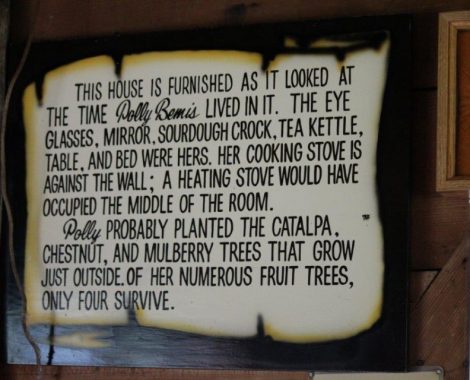 THIS HOUSE IS FURNISHED AS IT LOOKED AT
THE TIME Polly Bemis LIVED IN IT. THE EYE
GLASSES, MIRROR, SOURDOUGH CROCK, TEA KETTLE,
TABLE, AND BED WERE HERS. HER COOKING STOVE IS
AGAINST THE WALL; A HEATING STOVE WOULD HAVE
OCCUPIED THE MIDDLE OF THE ROOM.
Polly PROBABLY PLANTED THE CATALPA,
CHESTNUT, AND MULBERRY TREES THAT GROW
JUST OUTSIDE. OF HER NUMEROUS FRUIT TREES,
ONLY FOUR SURVIVE.